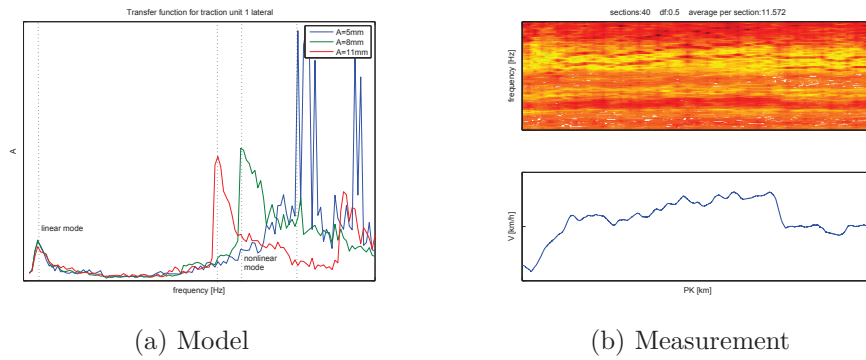 Transfer function for traction unit 1 lateral
A=5mm
A=8mm
A=11mm
A
linear mode
nonlinear
mode
frequency [Hz]
(a) Model
sections:40 df:0.5 average per section:11.572
frequency [Hz]
V [km/h]
PK [km]
(b) Measurement